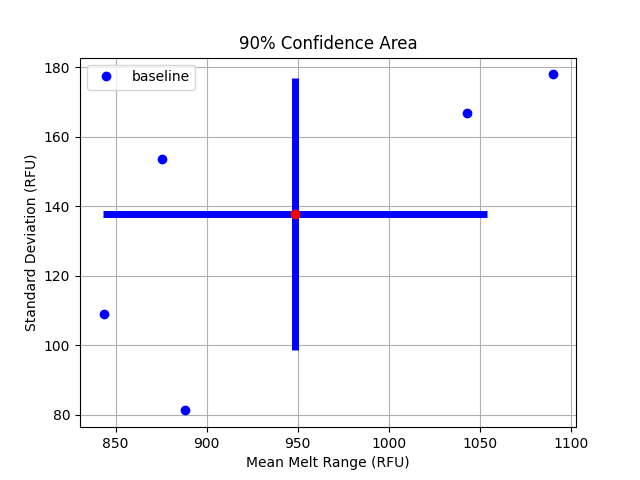 90% Confidence Area
baseline
Standard Deviation (RFU)
180
160
140
120
100
80
850 900 950 1000 1050 1100
Mean Melt Range (RFU)